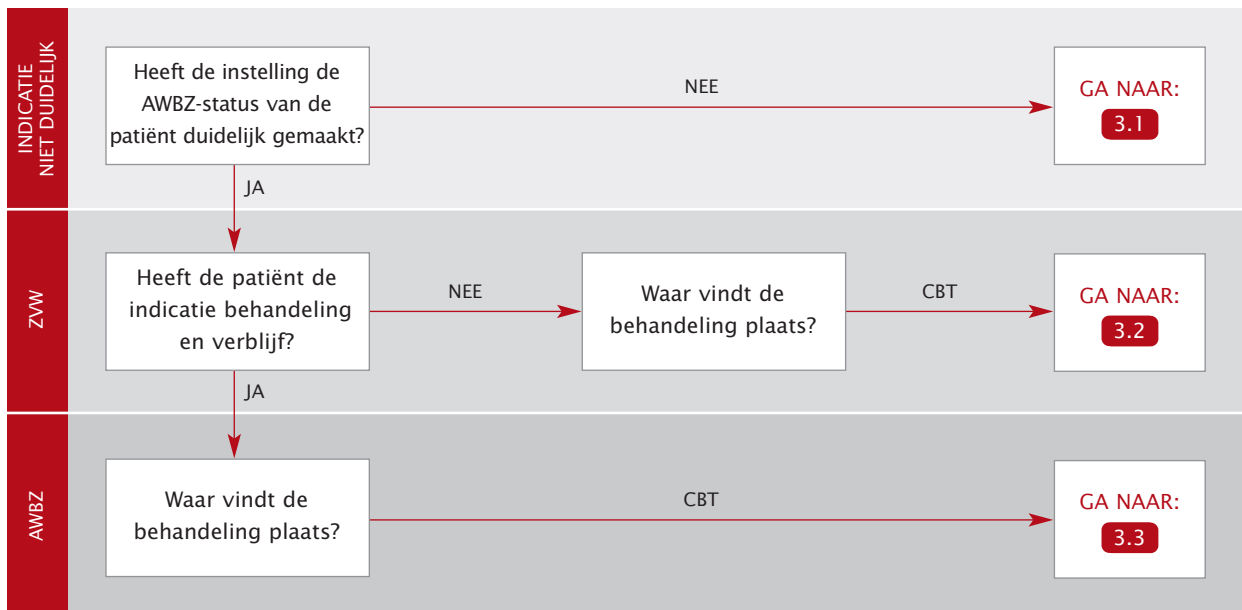 INDICATIE
NIET DUIDELIJK
Heeft de instelling de
AWBZ-status van de
patiënt duidelijk gemaakt?
NEE
GA NAAR:
3.1
JA
ZVW
Heeft de patiënt de
indicatie behandeling
en verblijf?
NEE
Waar vindt de
behandeling plaats?
CBT
GA NAAR:
3.2
JA
AWBZ
Waar vindt de
behandeling plaats?
CBT
GA NAAR:
3.3